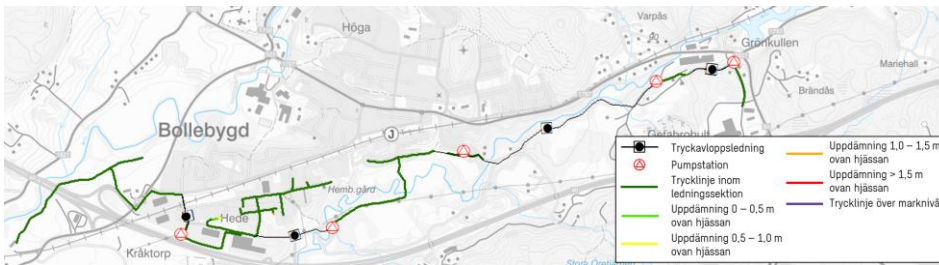 Varpås
Höga
Grönkullen
Mariehall
Brändås
Bollebygd
J
Gefabrohult
Hemb.gård
Hede
Kråktorp
Tryckavloppsledning
Pumpstation
Trycklinje inom
ledningssektion
Uppdämning 0 – 0,5 m
ovan hjässan
Uppdämning 0,5 – 1,0 m
ovan hjässan
Uppdämning 1,0 – 1,5 m
ovan hjässan
Uppdämning > 1,5 m
ovan hjässan
Trycklinje över marknivå